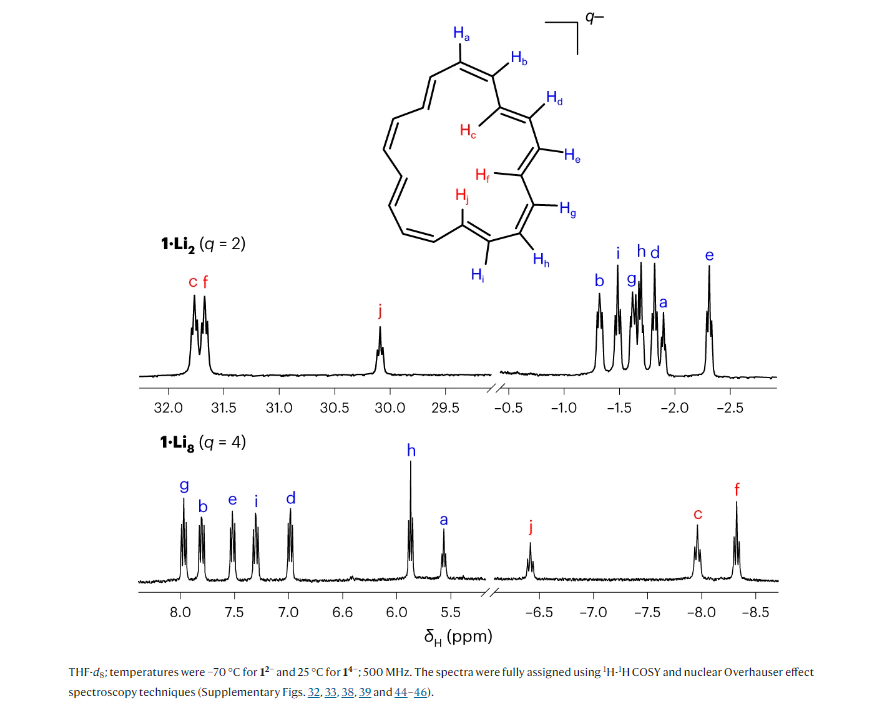 q–
Ha
Hb
Hd
Hc
He
Hf
Hj
Hg
Hh
Hi
1·Li2 (q = 2)
c f
j
b i g h d a e
32.0 31.5 31.0 30.5 30.0 29.5 -0.5 -1.0 -1.5 -2.0 -2.5
1·Li8 (q = 4)
g b e i d h a j c f
8.0 7.5 7.0 6.6 6.0 5.5 -6.5 -7.0 -7.5 -8.0 -8.5
δH (ppm)
THF-d8; temperatures were −70 °C for 1²⁻ and 25 °C for 1⁴⁻; 500 MHz. The spectra were fully assigned using ¹H-¹H COSY and nuclear Overhauser effect
spectroscopy techniques (Supplementary Figs. 32, 33, 38, 39 and 44–46).